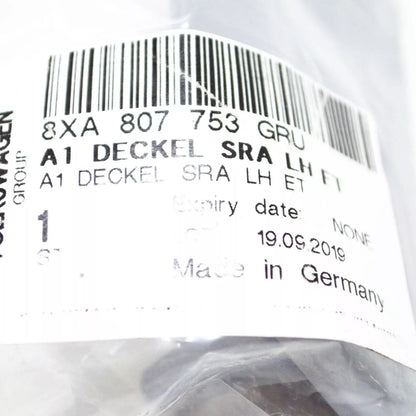 8XA 807 753 GRU
A1 DECKEL SRA LH ET
A1 DECKEL SRA LH ET
Expiry date: NONE
1
19.09.2019
ST
Made in Germany
VOLKSWAGEN
GROUP